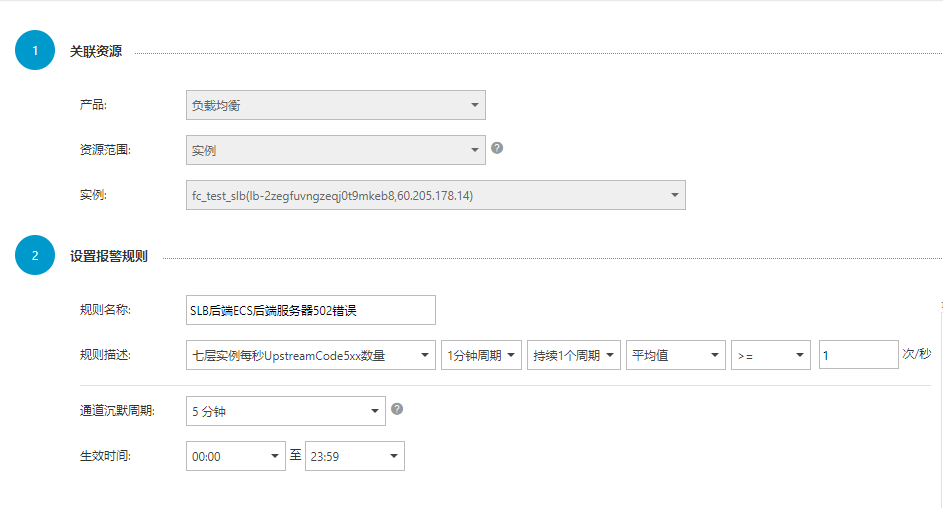 1 关联资源
产品: 负载均衡
资源范围: 实例 ?
实例: fc_test_slb(lb-2zegfuvngzeqj0t9mkeb8,60.205.178.14)
2 设置报警规则
规则名称: SLB后端ECS后端服务器502错误
规则描述: 七层实例每秒UpstreamCode5xx数量 1分钟周期 持续1个周期 平均值 >= 1 次/秒
通道沉默周期: 5 分钟 ?
生效时间: 00:00 至 23:59